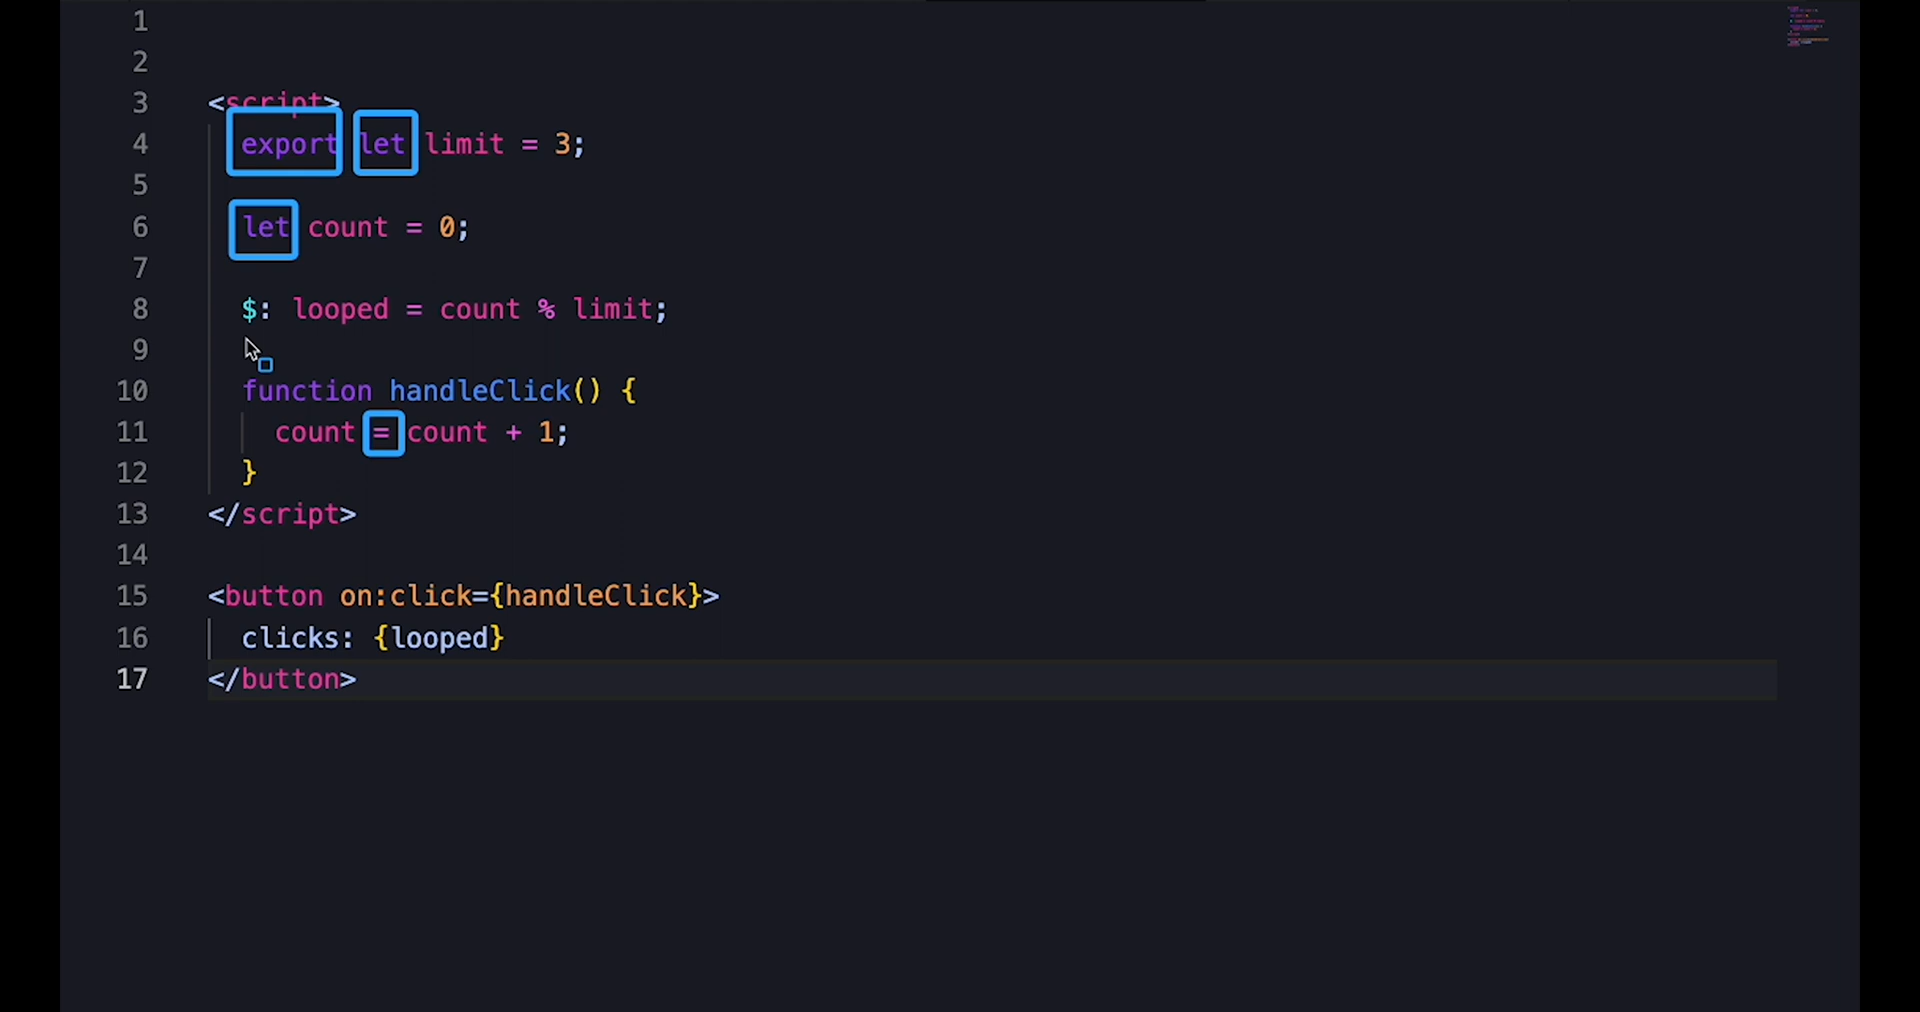 1
2
3 <script>
4 export let limit = 3;
5
6 let count = 0;
7
8 $: looped = count % limit;
9
10 function handleClick() {
11 count = count + 1;
12 }
13 </script>
14
15 <button on:click={handleClick}>
16 clicks: {looped}
17 </button>